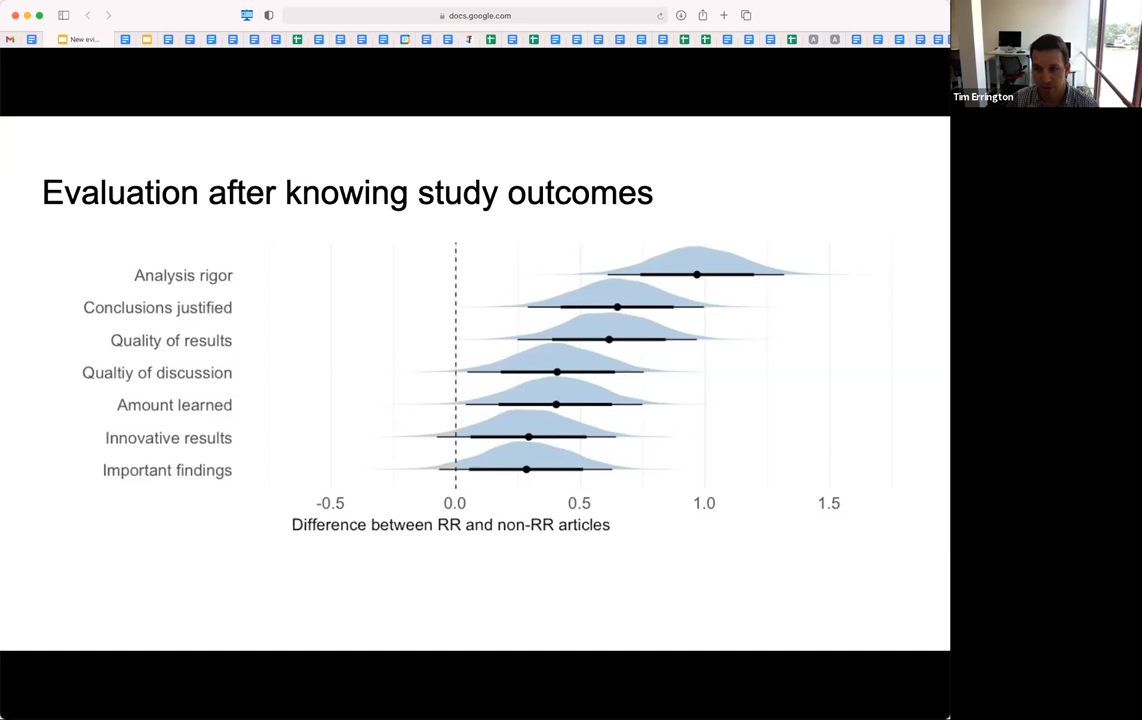 docs.google.com
New evi...
Tim Errington
Evaluation after knowing study outcomes
Analysis rigor
Conclusions justified
Quality of results
Qualtiy of discussion
Amount learned
Innovative results
Important findings
-0.5 0.0 0.5 1.0 1.5
Difference between RR and non-RR articles